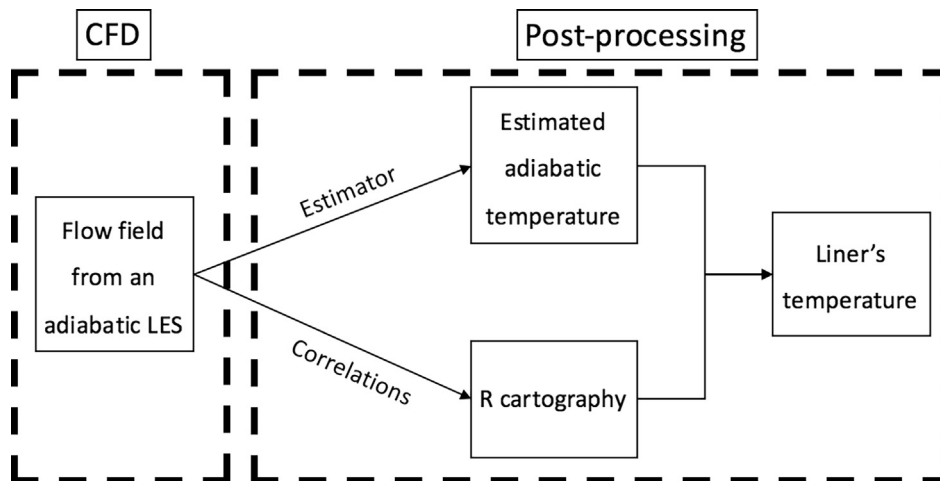 CFD
Post-processing
Flow field
from an
adiabatic LES
Estimator
Correlations
Estimated
adiabatic
temperature
R cartography
Liner's
temperature